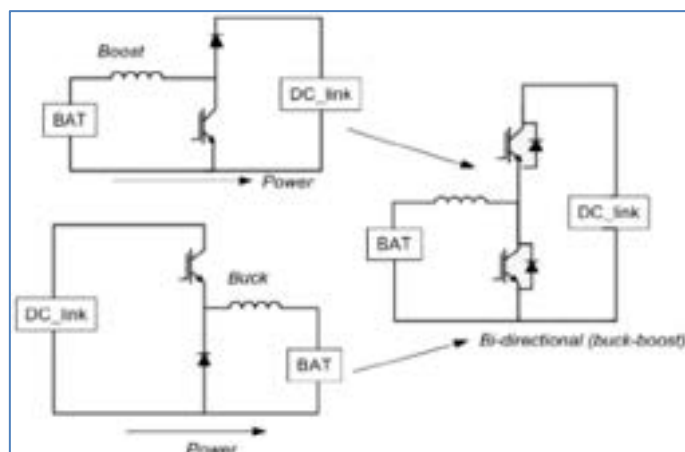 Boost
BAT
DC_link
Power
Buck
DC_link
BAT
Power
DC_link
BAT
Bi-directional (buck-boost)